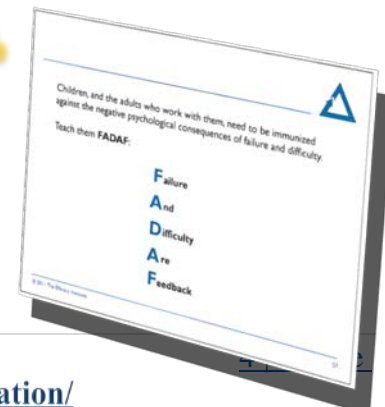 Children, and the adults who work with them, need to be immunized
against the negative psychological consequences of failure and difficulty.
Teach them FADAF:
Failure
And
Difficulty
Are
Feedback
ation/